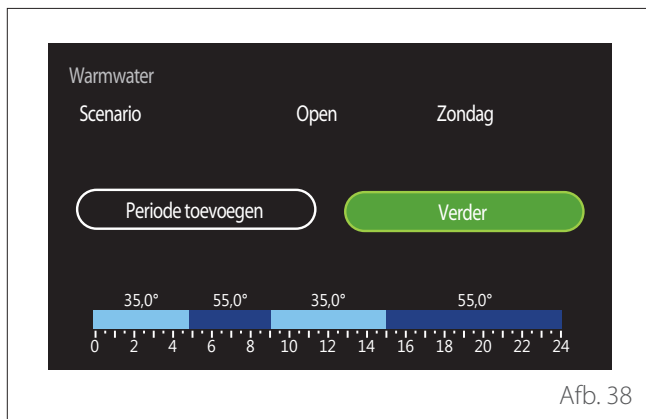 Warmwater
Scenario Open Zondag
Periode toevoegen Verder
35,0° 55,0° 35,0° 55,0°
0 2 4 6 8 10 12 14 16 18 20 22 24
Afb. 38